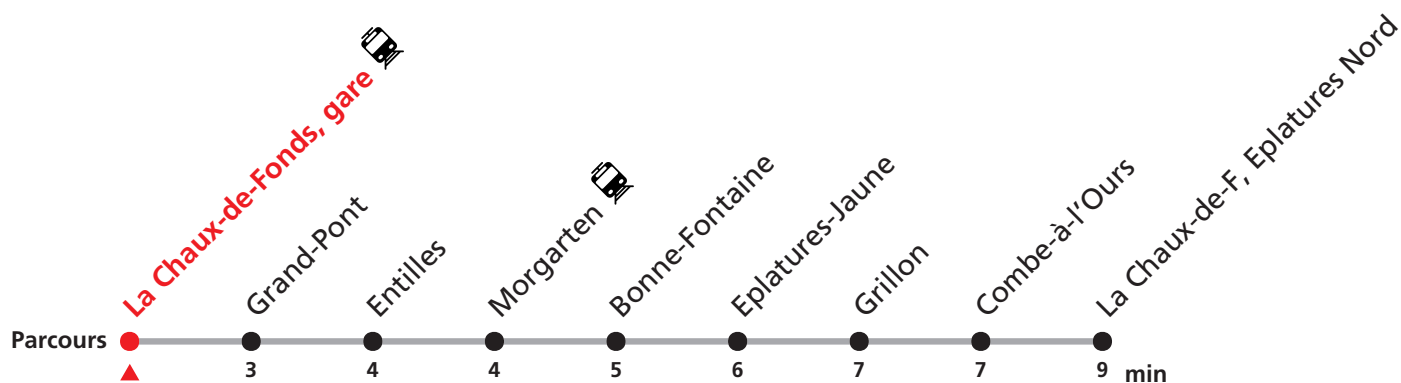 La Chaux-de-Fonds, gare
Grand-Pont
Entilles
Morgarten
Bonne-Fontaine
Eplatures-Jaune
Grillon
Combe-à-l'Ours
La Chaux-de-F, Eplatures Nord
Parcours
3 4 4 5 6 7 7 9 min